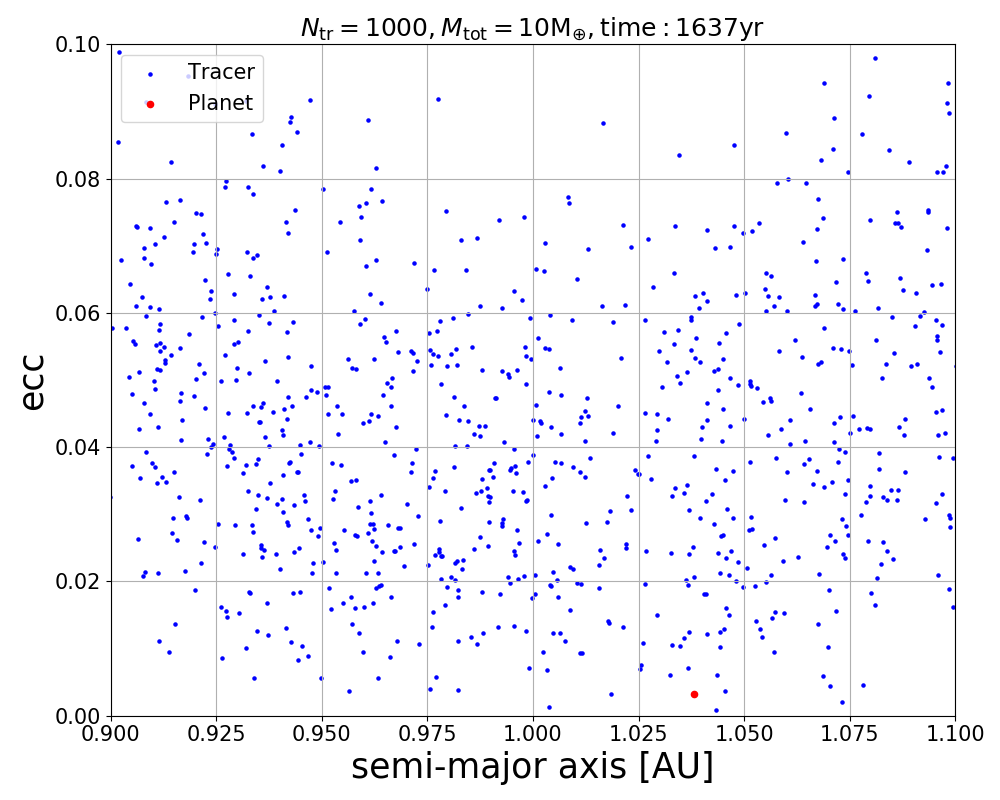 N_tr = 1000, M_tot = 10M_⊕, time : 1637yr
Tracer
Planet
ecc
0.10
0.08
0.06
0.04
0.02
0.00
0.900 0.925 0.950 0.975 1.000 1.025 1.050 1.075 1.100
semi-major axis [AU]